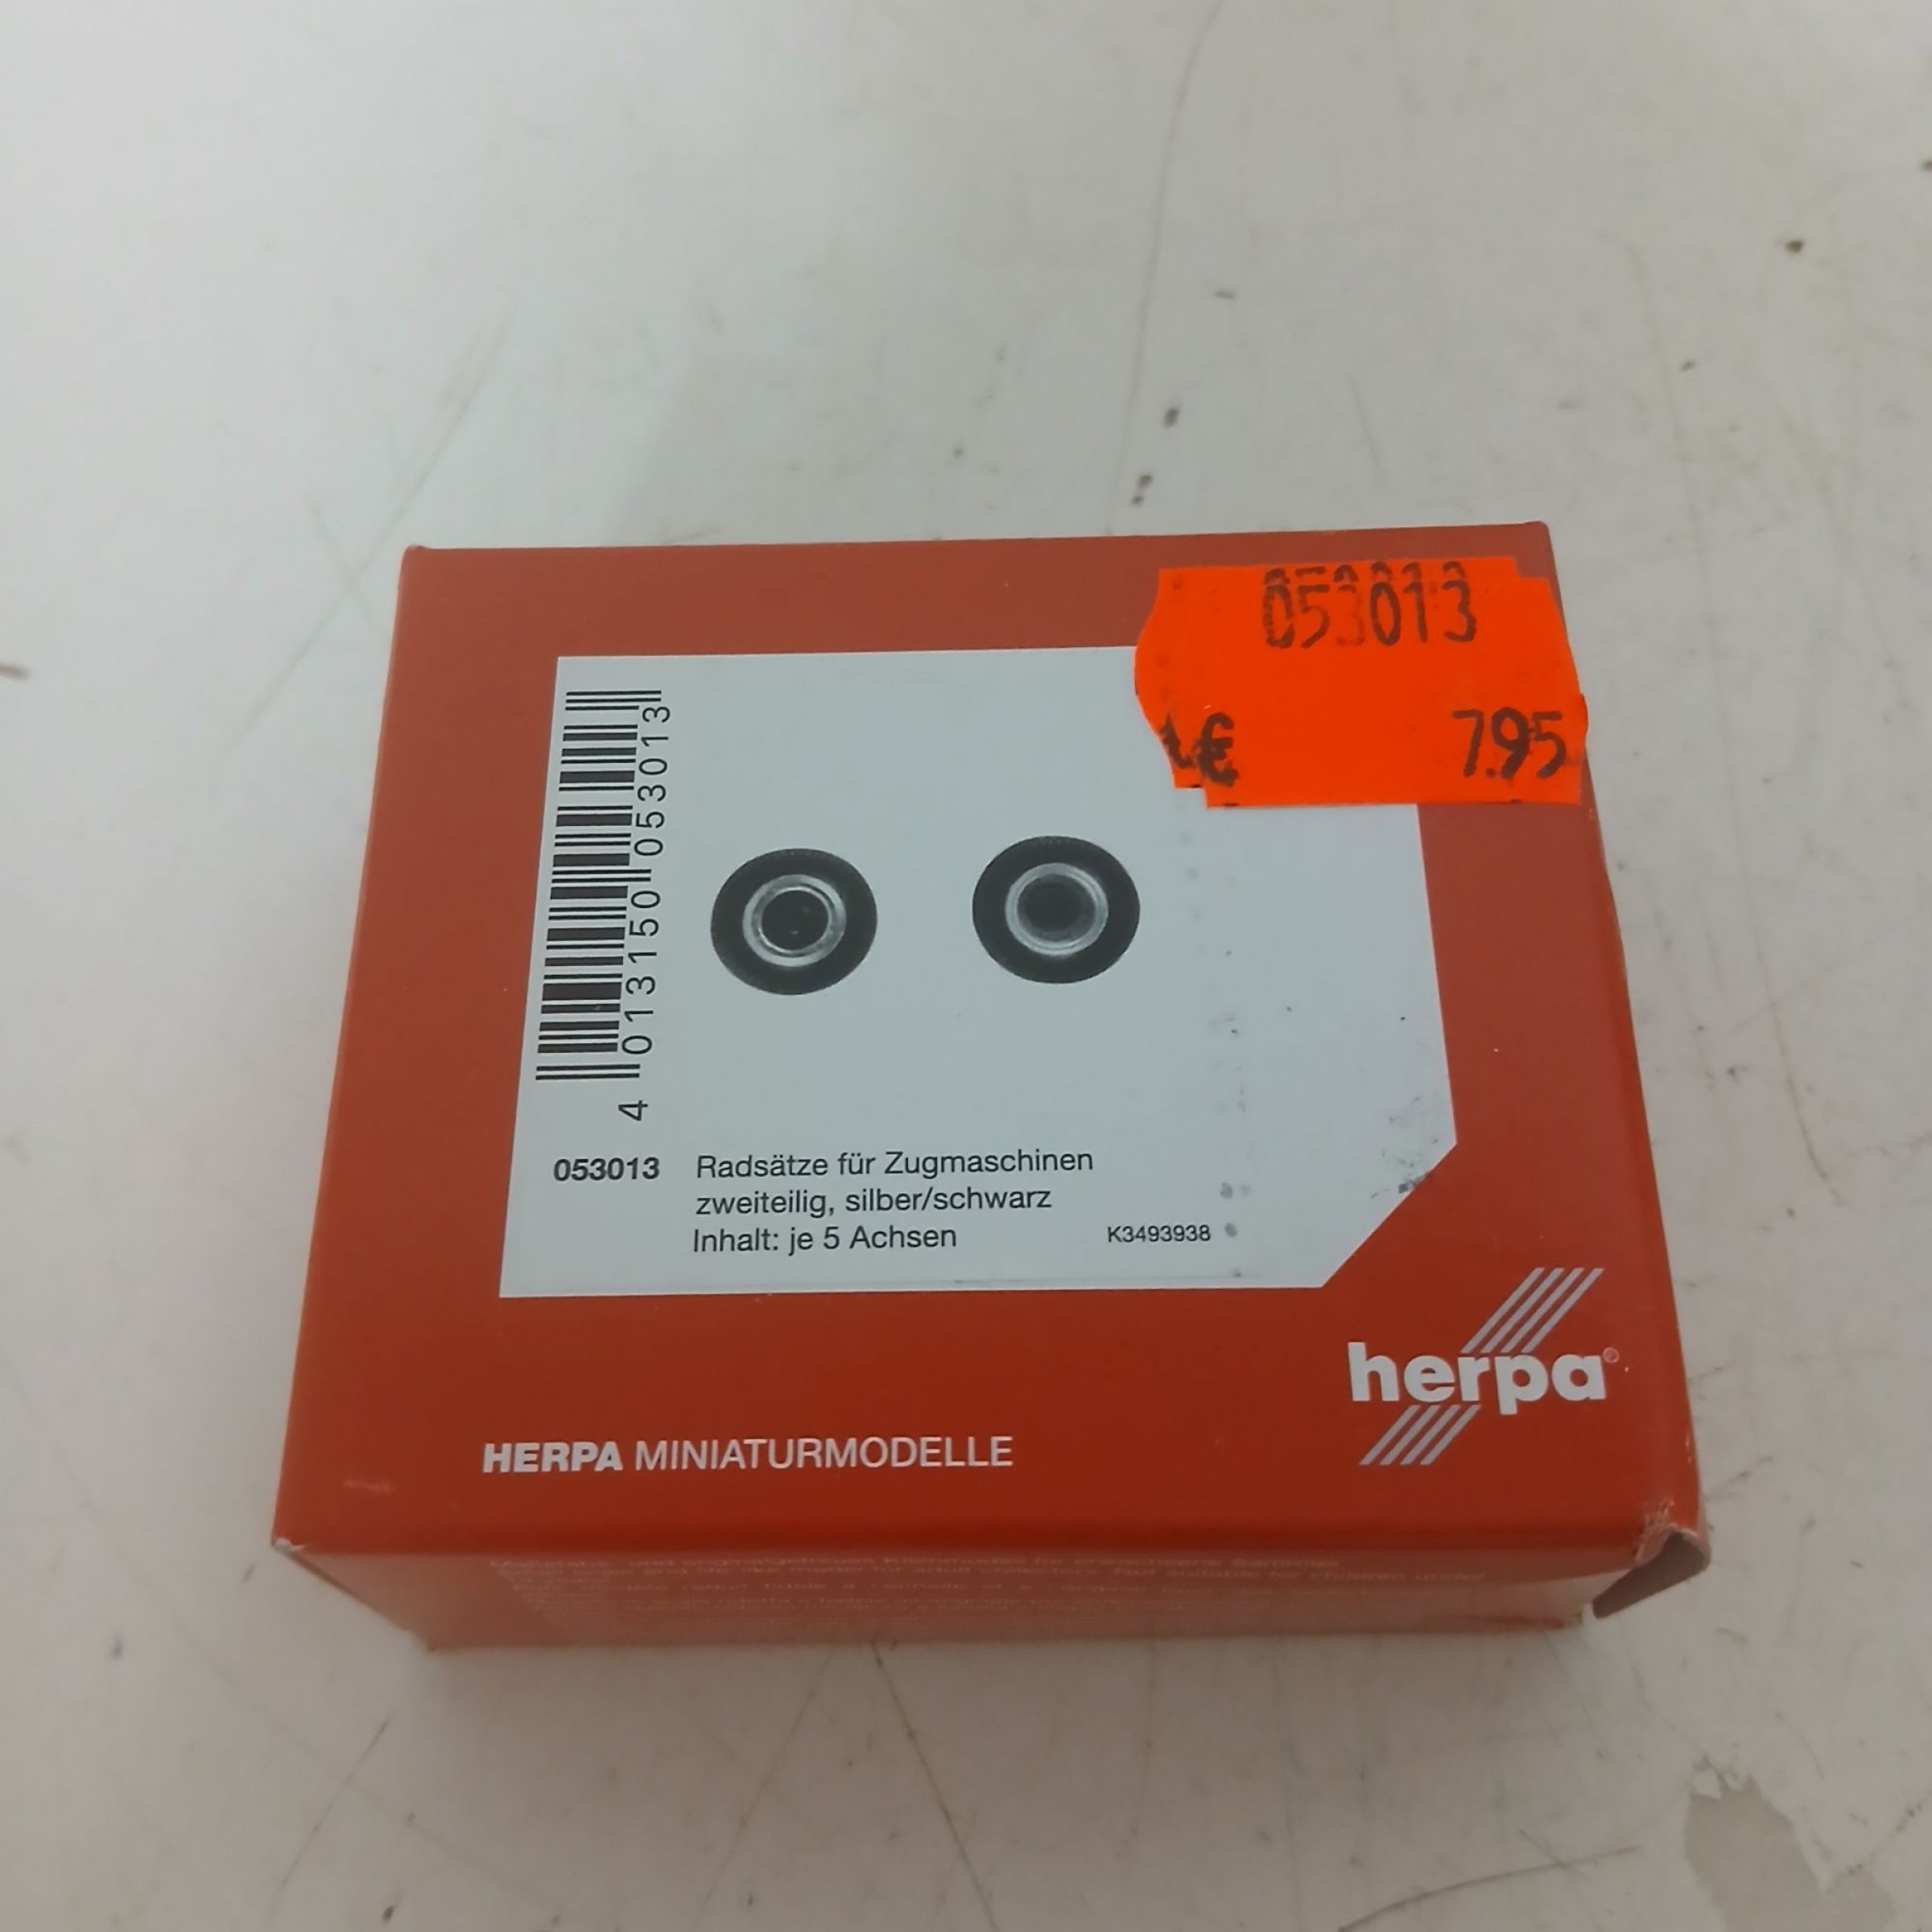 053013
€ 7.95
4 013150 053013
053013 Radsätze für Zugmaschinen
zweiteilig, silber/schwarz
Inhalt: je 5 Achsen
K3493938
herpa®
HERPA MINIATURMODELLE